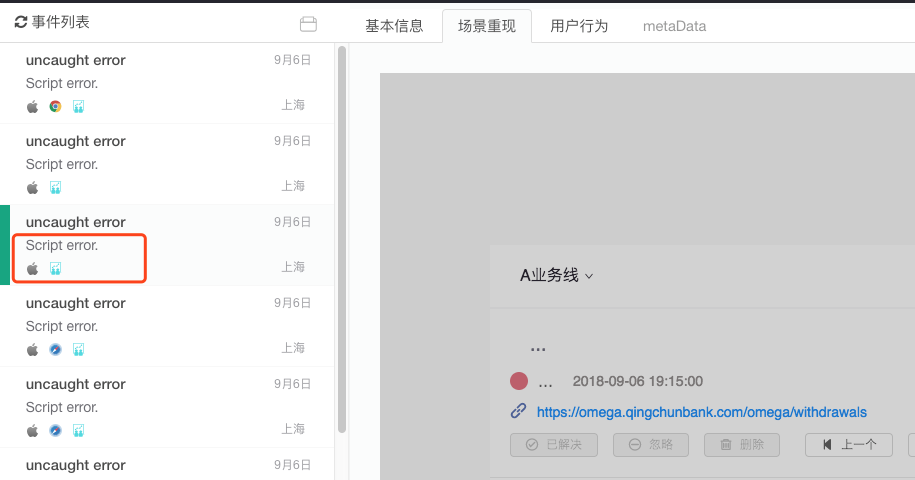 事件列表
基本信息
场景重现
用户行为
metaData
uncaught error
9月6日
Script error.
上海
uncaught error
9月6日
Script error.
上海
uncaught error
9月6日
Script error.
上海
uncaught error
9月6日
Script error.
上海
uncaught error
9月6日
Script error.
上海
uncaught error
9月6日
A业务线
...
... 2018-09-06 19:15:00
https://omega.qingchunbank.com/omega/withdrawals
已解决
忽略
删除
上一个